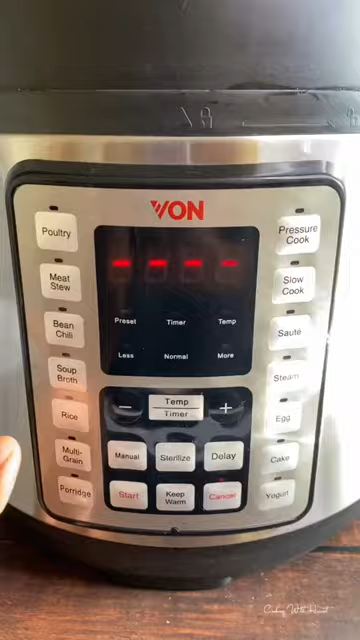 VON
Poultry
Meat
Stew
Bean
Chili
Soup
Broth
Rice
Multi-
Grain
Porridge
- - - -
Preset Timer Temp
Less Normal More
− Temp +
Timer
Manual Sterilize Delay
Start Keep
Warm Cancel
Pressure
Cook
Slow
Cook
Sauté
Steam
Egg
Cake
Yogurt